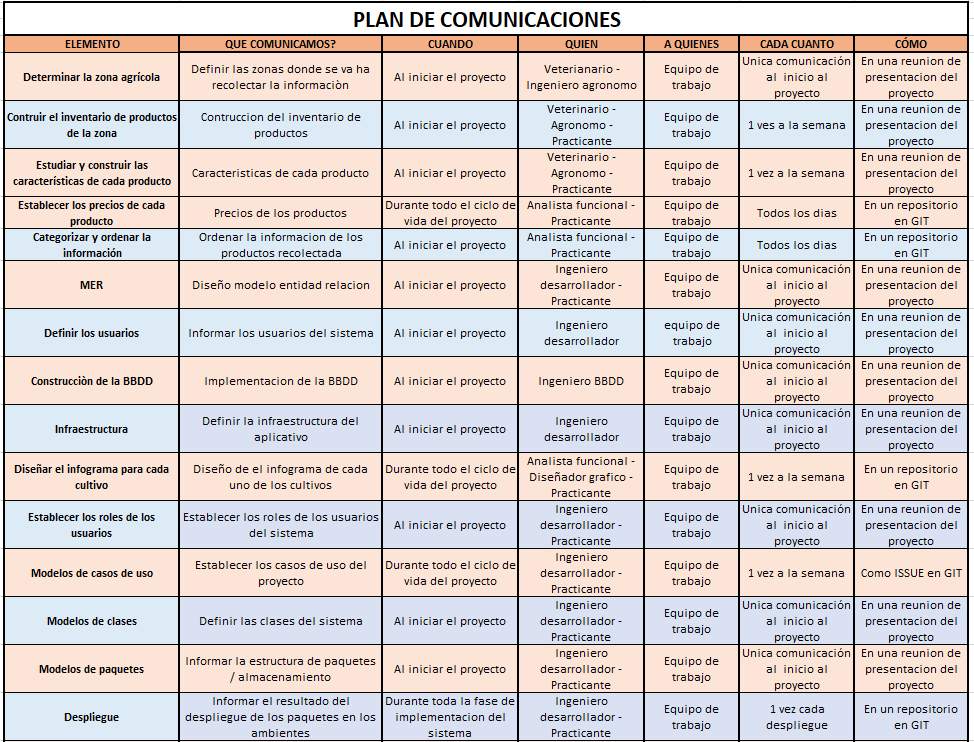 PLAN DE COMUNICACIONES
ELEMENTO QUE COMUNICAMOS? CUANDO QUIEN A QUIENES CADA CUANTO CÓMO
Determinar la zona agrícola
Definir las zonas donde se va ha
recolectar la informaciòn
Al iniciar el proyecto
Veterianario -
Ingeniero agronomo
Equipo de
trabajo
Unica comunicación
al inicio al
proyecto
En una reunion de
presentacion del
proyecto
Contruir el inventario de productos
de la zona
Contruccion del inventario de
productos
Al iniciar el proyecto
Veterinario -
Agronomo -
Practicante
Equipo de
trabajo
1 ves a la semana
En una reunion de
presentacion del
proyecto
Estudiar y construir las
características de cada producto
Caracteristicas de cada producto
Al iniciar el proyecto
Veterinario -
Agronomo -
Practicante
Equipo de
trabajo
1 vez a la semana
En una reunion de
presentacion del
proyecto
Establecer los precios de cada
producto
Precios de los productos
Durante todo el ciclo de
vida del proyecto
Analista funcional -
Practicante
Equipo de
trabajo
Todos los dias
En un repositorio
en GIT
Categorizar y ordenar la
información
Ordenar la informacion de los
productos recolectada
Al iniciar el proyecto
Analista funcional -
Practicante
Equipo de
trabajo
Todos los dias
En un repositorio
en GIT
MER
Diseño modelo entidad relacion
Al iniciar el proyecto
Ingeniero
desarrollador -
Practicante
Equipo de
trabajo
Unica comunicación
al inicio al
proyecto
En una reunion de
presentacion del
proyecto
Definir los usuarios
Informar los usuarios del sistema
Al iniciar el proyecto
Ingeniero
desarrollador
equipo de
trabajo
Unica comunicación
al inicio al
proyecto
En una reunion de
presentacion del
proyecto
Construcciòn de la BBDD
Implementacion de la BBDD
Al iniciar el proyecto
Ingeniero BBDD
Equipo de
trabajo
Unica comunicación
al inicio al
proyecto
En una reunion de
presentacion del
proyecto
Infraestructura
Definir la infraestructura del
aplicativo
Al iniciar el proyecto
Ingeniero
desarrollador
Equipo de
trabajo
Unica comunicación
al inicio al
proyecto
En una reunion de
presentacion del
proyecto
Diseñar el infograma para cada
cultivo
Diseño de el infograma de cada
uno de los cultivos
Durante todo el ciclo de
vida del proyecto
Analista funcional -
Diseñador grafico -
Practicante
Equipo de
trabajo
1 vez a la semana
En un repositorio
en GIT
Establecer los roles de los
usuarios
Establecer los roles de los usuarios
del sistema
Al iniciar el proyecto
Ingeniero
desarrollador -
Practicante
Equipo de
trabajo
Unica comunicación
al inicio al
proyecto
En una reunion de
presentacion del
proyecto
Modelos de casos de uso
Establecer los casos de uso del
proyecto
Durante todo el ciclo de
vida del proyecto
Ingeniero
desarrollador -
Practicante
Equipo de
trabajo
1 vez a la semana
Como ISSUE en GIT
Modelos de clases
Definir las clases del sistema
Al iniciar el proyecto
Ingeniero
desarrollador -
Practicante
Equipo de
trabajo
Unica comunicación
al inicio al
proyecto
En una reunion de
presentacion del
proyecto
Modelos de paquetes
Informar la estructura de paquetes
/ almacenamiento
Al iniciar el proyecto
Ingeniero
desarrollador -
Practicante
Equipo de
trabajo
Unica comunicación
al inicio al
proyecto
En una reunion de
presentacion del
proyecto
Despliegue
Informar el resultado del
despliegue de los paquetes en los
ambientes
Durante toda la fase de
implementacion del
sistema
Ingeniero
desarrollador -
Practicante
Equipo de
trabajo
1 vez cada
despliegue
En un repositorio
en GIT